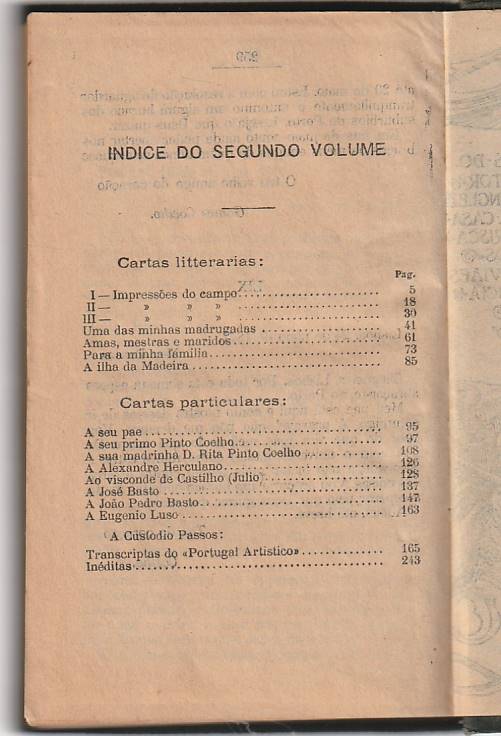 INDICE DO SEGUNDO VOLUME
Cartas litterarias:
Pag.
I — Impressões do campo 5
II — » » » 18
III — » » » 30
Uma das minhas madrugadas 41
Amas, mestras e maridos 61
Para a minha familia 73
A ilha da Madeira 85
Cartas particulares:
A seu pae 95
A seu primo Pinto Coelho 97
A sua madrinha D. Rita Pinto Coelho 108
A Alexandre Herculano 126
Ao visconde de Castilho (Julio) 128
A José Basto 137
A João Pedro Basto 147
A Eugenio Luso 163
A Custodio Passos:
Transcriptas do «Portugal Artistico» 165
Inéditas 243